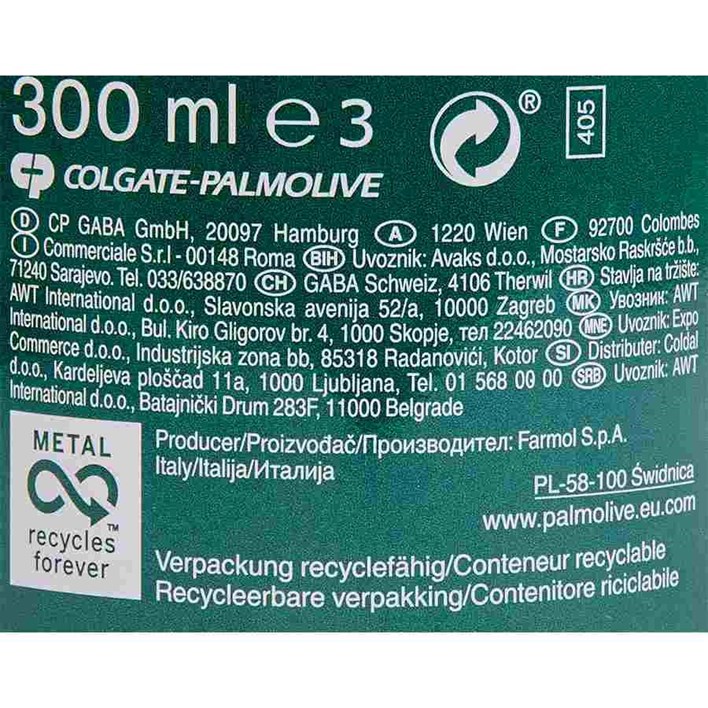 300 ml e 3 ® 405
COLGATE-PALMOLIVE
D CP GABA GmbH, 20097 Hamburg A 1220 Wien F 92700 Colombes
I Commerciale S.r.l - 00148 Roma BIH Uvoznik: Avaks d.o.o., Mostarsko Raskršće b.b.,
71240 Sarajevo. Tel. 033/638870 CH GABA Schweiz, 4106 Therwil HR Stavlja na tržište:
AWT International d.o.o., Slavonska avenija 52/a, 10000 Zagreb MK Увозник: AWT
International d.o.o., Bul. Kiro Gligorov br. 4, 1000 Skopje, тел 22462090 MNE Uvoznik: Expo
Commerce d.o.o., Industrijska zona bb, 85318 Radanovići, Kotor SI Distributer: Coldal
d.o.o., Kardeljeva ploščad 11a, 1000 Ljubljana, Tel. 01 568 00 00 SRB Uvoznik: AWT
International d.o.o., Batajnički Drum 283F, 11000 Belgrade
METAL
recycles
forever™
Producer/Proizvođač/Производител: Farmol S.p.A.
Italy/Italija/Италија
PL-58-100 Świdnica
www.palmolive.eu.com
Verpackung recyclefähig/Conteneur recyclable
Recycleerbare verpakking/Contenitore riciclabile